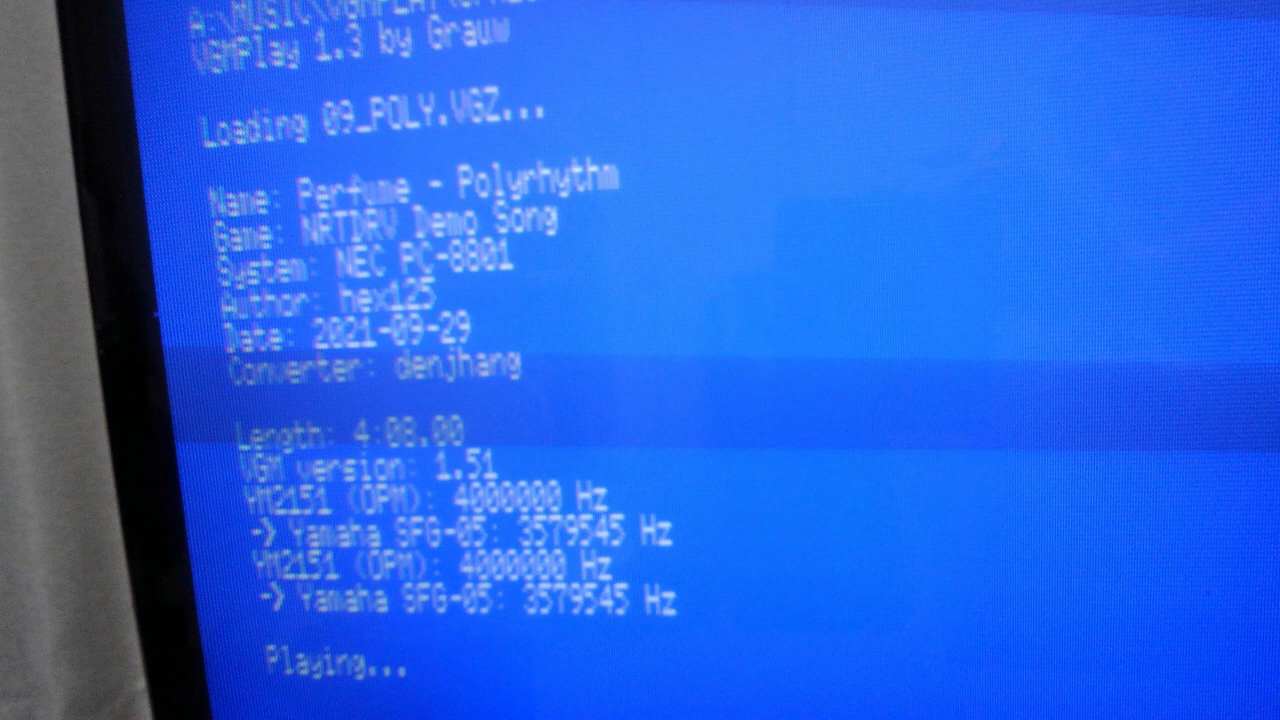 A:\MUSIC\VGMPLAY\
VGMPlay 1.3 by Grauw
Loading 09_POLY.VGZ...
Name: Perfume - Polyrhythm
Game: NRTDRV Demo Song
System: NEC PC-8801
Author: hex125
Date: 2021-09-29
Converter: denjhang
Length: 4:08.00
VGM version: 1.51
YM2151 (OPM): 4000000 Hz
-> Yamaha SFG-05: 3579545 Hz
YM2151 (OPM): 4000000 Hz
-> Yamaha SFG-05: 3579545 Hz
Playing...